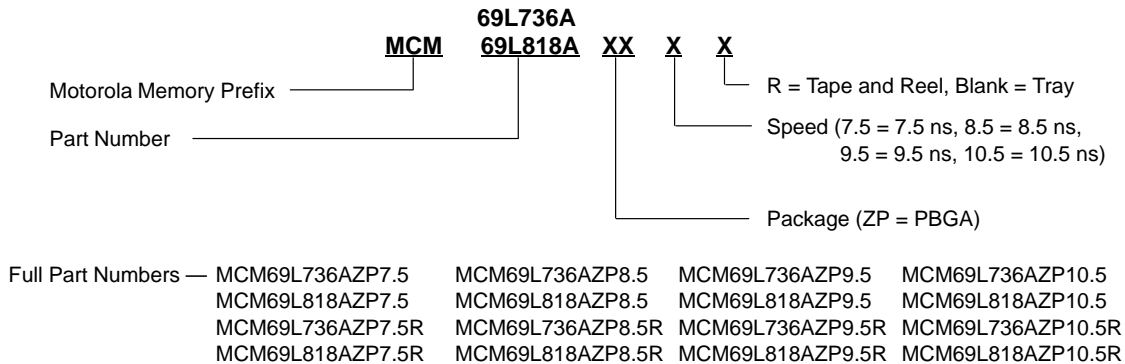 69L736A
MCM 69L818A XX X X
Motorola Memory Prefix
R = Tape and Reel, Blank = Tray
Part Number
Speed (7.5 = 7.5 ns, 8.5 = 8.5 ns,
9.5 = 9.5 ns, 10.5 = 10.5 ns)
Package (ZP = PBGA)
Full Part Numbers — MCM69L736AZP7.5 MCM69L736AZP8.5 MCM69L736AZP9.5 MCM69L736AZP10.5
MCM69L818AZP7.5 MCM69L818AZP8.5 MCM69L818AZP9.5 MCM69L818AZP10.5
MCM69L736AZP7.5R MCM69L736AZP8.5R MCM69L736AZP9.5R MCM69L736AZP10.5R
MCM69L818AZP7.5R MCM69L818AZP8.5R MCM69L818AZP9.5R MCM69L818AZP10.5R